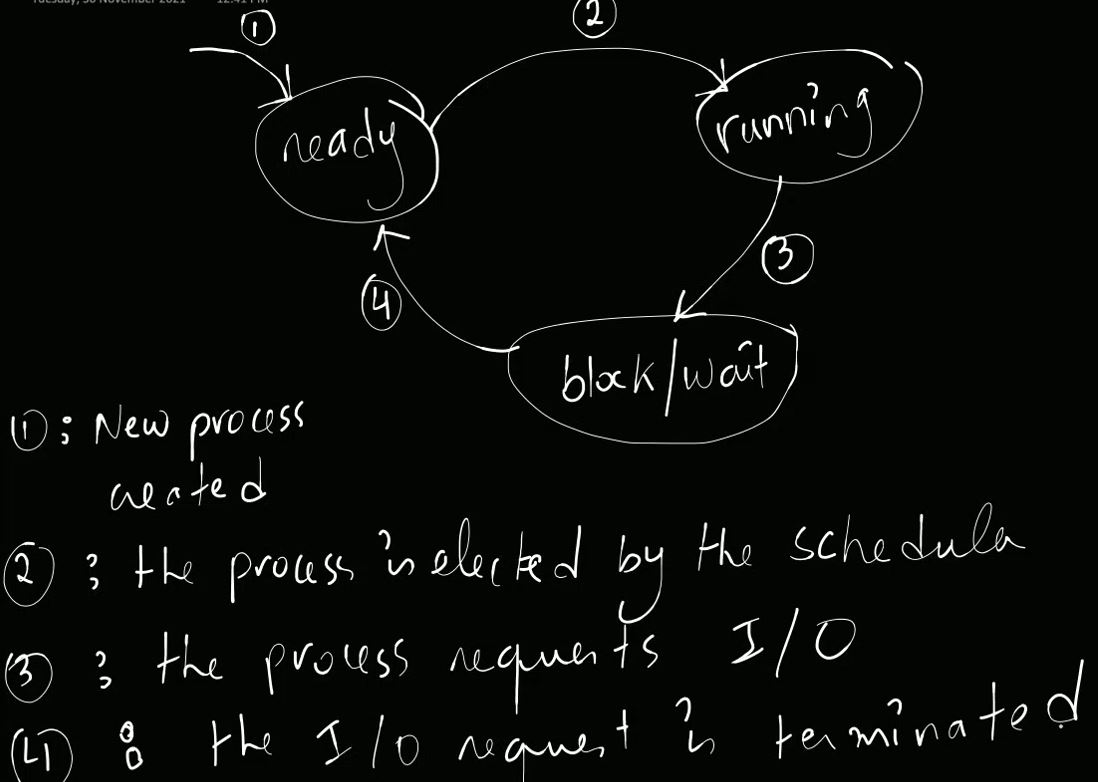 Tuesday, 30 November 2021 12:41 PM
1
2
ready
running
3
4
block/wait
1 : New process
created
2 : the process is elected by the scheduler
3 : the process requests I/O
4 : the I/O request is terminated